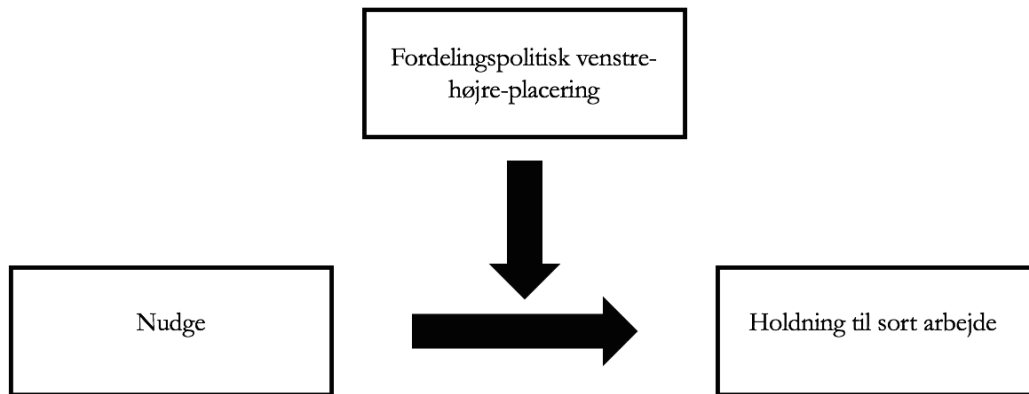 Fordelingspolitisk venstre-
højre-placering
Nudge
Holdning til sort arbejde